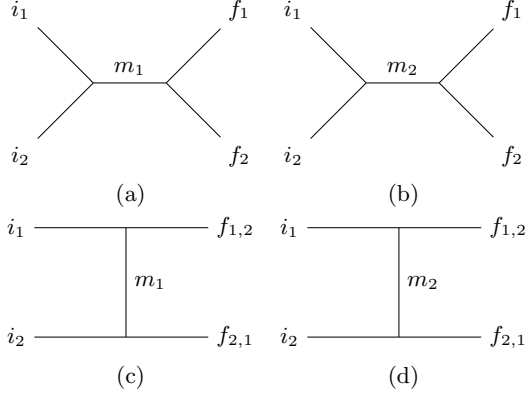 i₁ f₁ i₁ f₁
m₁ m₂
i₂ f₂ i₂ f₂
(a) (b)
i₁ f₁,₂ i₁ f₁,₂
m₁ m₂
i₂ f₂,₁ i₂ f₂,₁
(c) (d)